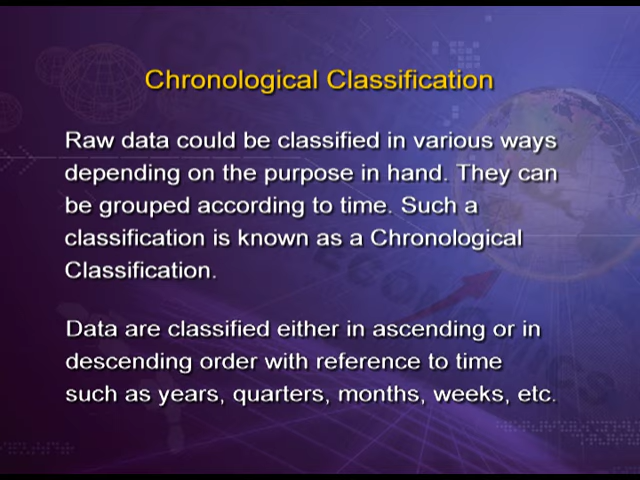 Chronological Classification
Raw data could be classified in various ways
depending on the purpose in hand. They can
be grouped according to time. Such a
classification is known as a Chronological
Classification.
Data are classified either in ascending or in
descending order with reference to time
such as years, quarters, months, weeks, etc.
ECONOMICS